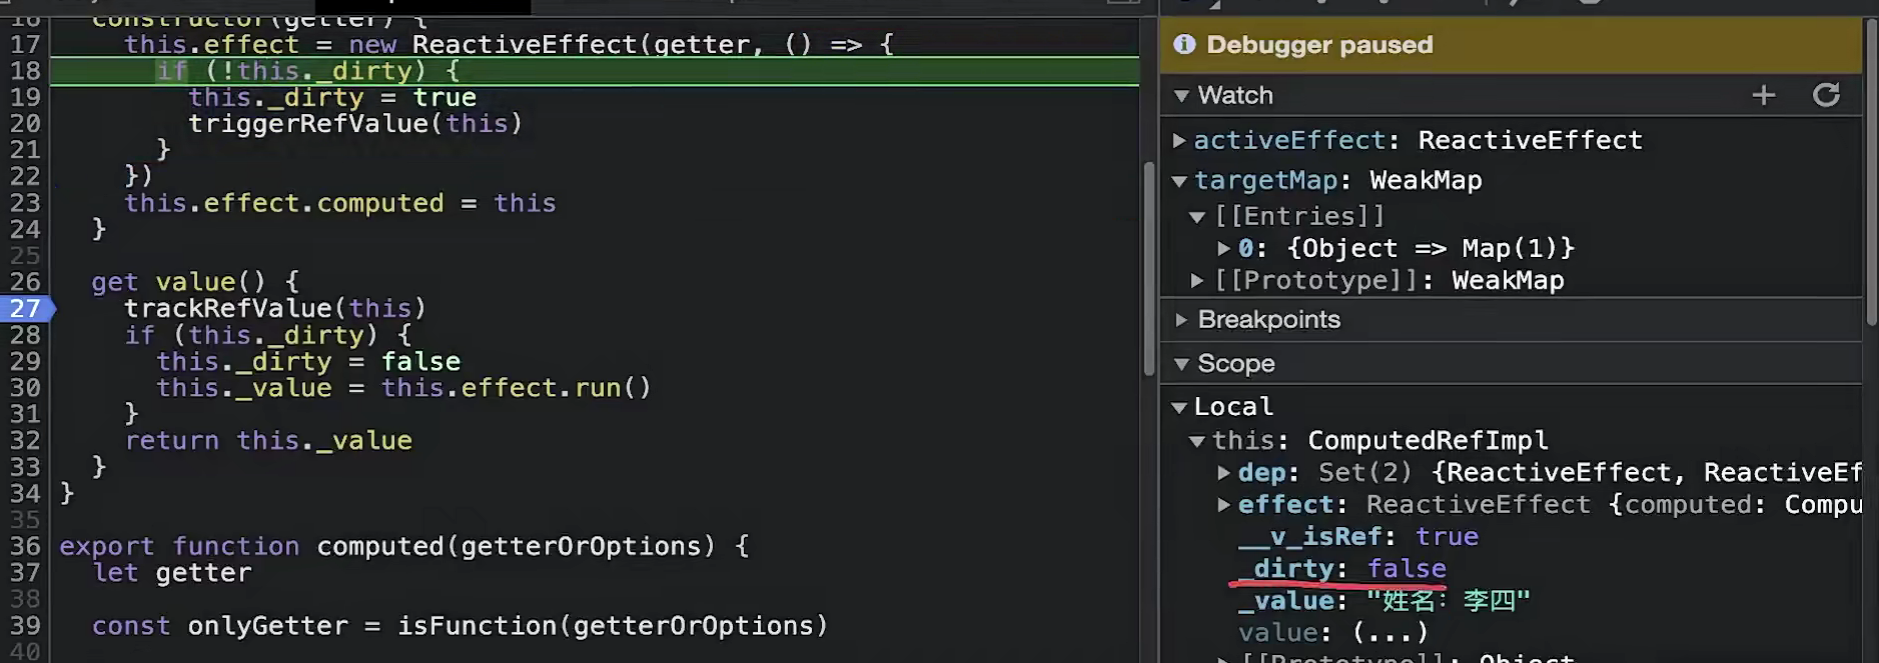 16 constructor(getter) {
17 this.effect = new ReactiveEffect(getter, () => {
18 if (!this._dirty) {
19 this._dirty = true
20 triggerRefValue(this)
21 }
22 })
23 this.effect.computed = this
24 }
25
26 get value() {
27 trackRefValue(this)
28 if (this._dirty) {
29 this._dirty = false
30 this._value = this.effect.run()
31 }
32 return this._value
33 }
34 }
35
36 export function computed(getterOrOptions) {
37 let getter
38
39 const onlyGetter = isFunction(getterOrOptions)
40
Debugger paused
Watch
activeEffect: ReactiveEffect
targetMap: WeakMap
[[Entries]]
0: {Object => Map(1)}
[[Prototype]]: WeakMap
Breakpoints
Scope
Local
this: ComputedRefImpl
dep: Set(2) {ReactiveEffect, ReactiveEf
effect: ReactiveEffect {computed: Compu
__v_isRef: true
_dirty: false
_value: "姓名：李四"
value: (...)
[[Prototype]]: Object